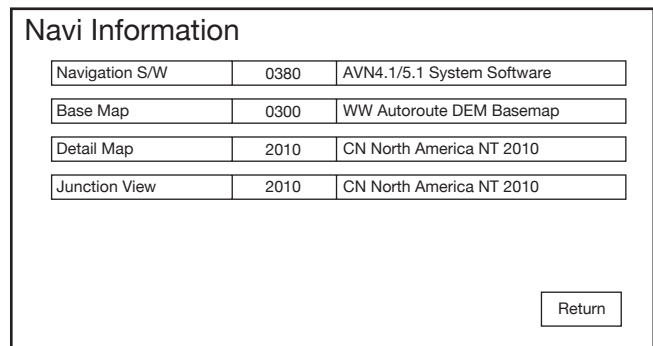 Navi Information
Navigation S/W 0380 AVN4.1/5.1 System Software
Base Map 0300 WW Autoroute DEM Basemap
Detail Map 2010 CN North America NT 2010
Junction View 2010 CN North America NT 2010
Return